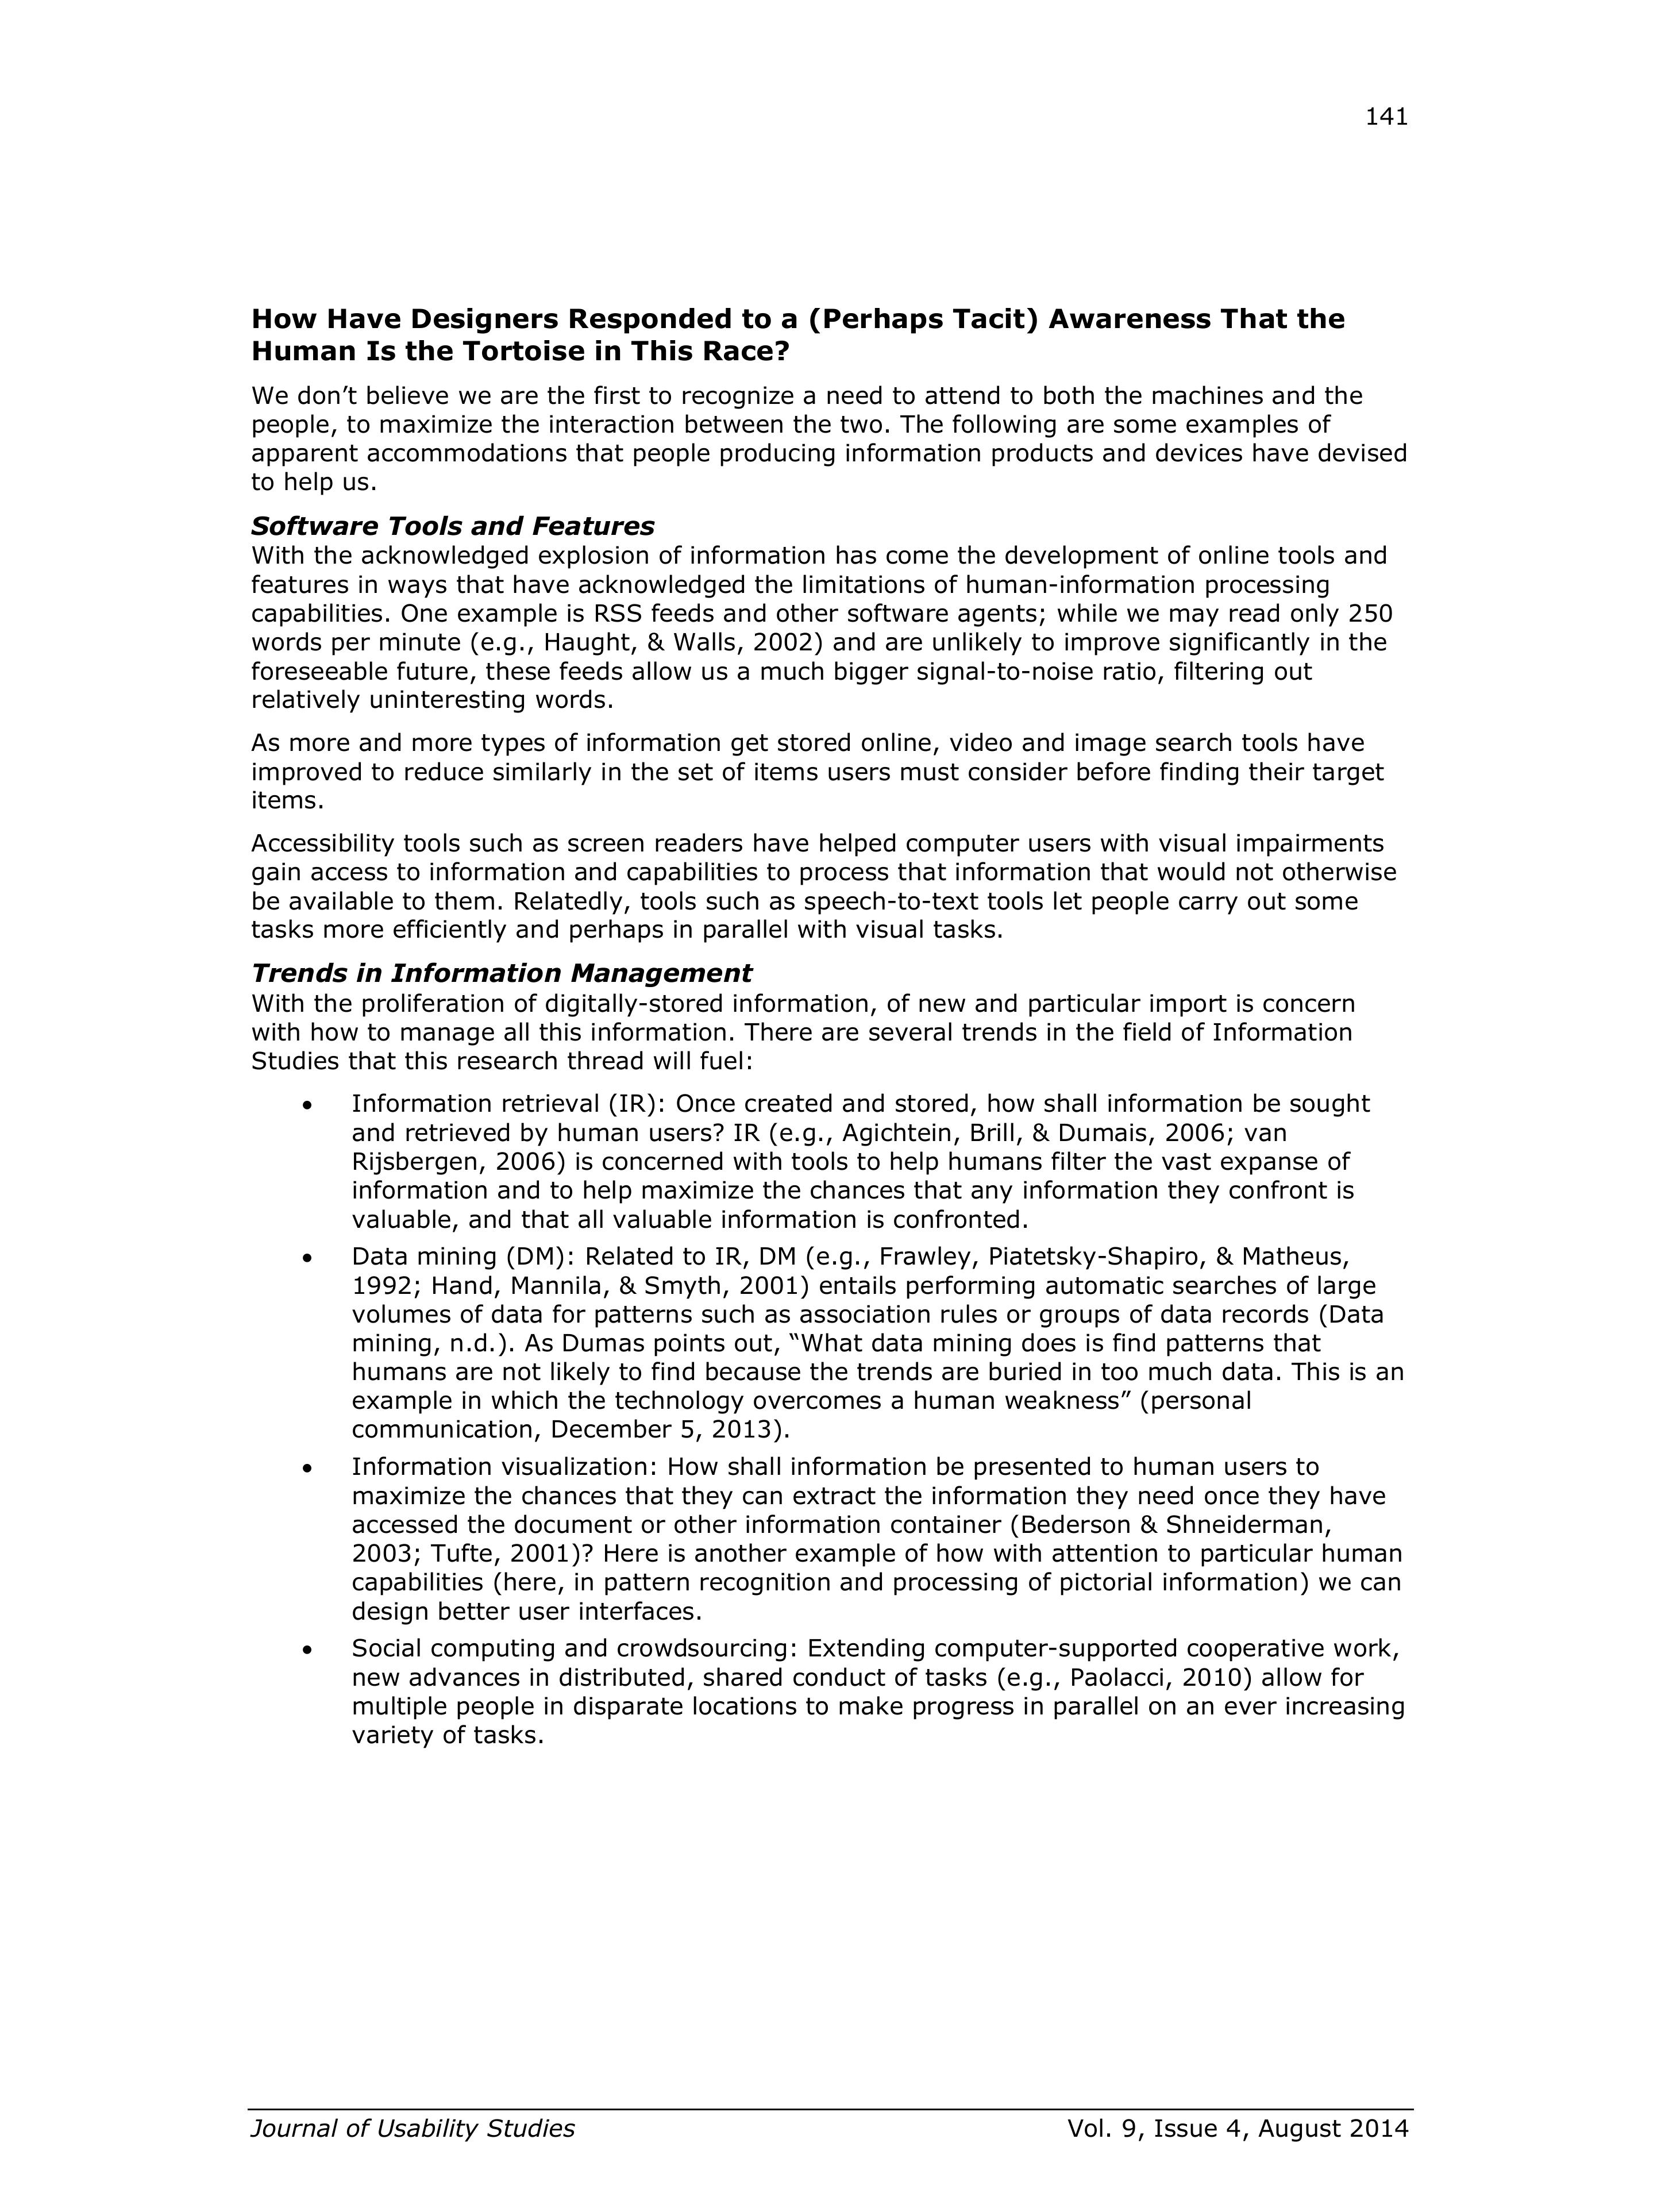 141
How Have Designers Responded to a (Perhaps Tacit) Awareness That the
Human Is the Tortoise in This Race?
We don’t believe we are the first to recognize a need to attend to both the machines and the
people, to maximize the interaction between the two. The following are some examples of
apparent accommodations that people producing information products and devices have devised
to help us.
Software Tools and Features
With the acknowledged explosion of information has come the development of online tools and
features in ways that have acknowledged the limitations of human-information processing
capabilities. One example is RSS feeds and other software agents; while we may read only 250
words per minute (e.g., Haught, & Walls, 2002) and are unlikely to improve significantly in the
foreseeable future, these feeds allow us a much bigger signal-to-noise ratio, filtering out
relatively uninteresting words.
As more and more types of information get stored online, video and image search tools have
improved to reduce similarly in the set of items users must consider before finding their target
items.
Accessibility tools such as screen readers have helped computer users with visual impairments
gain access to information and capabilities to process that information that would not otherwise
be available to them. Relatedly, tools such as speech-to-text tools let people carry out some
tasks more efficiently and perhaps in parallel with visual tasks.
Trends in Information Management
With the proliferation of digitally-stored information, of new and particular import is concern
with how to manage all this information. There are several trends in the field of Information
Studies that this research thread will fuel:
• Information retrieval (IR): Once created and stored, how shall information be sought
and retrieved by human users? IR (e.g., Agichtein, Brill, & Dumais, 2006; van
Rijsbergen, 2006) is concerned with tools to help humans filter the vast expanse of
information and to help maximize the chances that any information they confront is
valuable, and that all valuable information is confronted.
• Data mining (DM): Related to IR, DM (e.g., Frawley, Piatetsky-Shapiro, & Matheus,
1992; Hand, Mannila, & Smyth, 2001) entails performing automatic searches of large
volumes of data for patterns such as association rules or groups of data records (Data
mining, n.d.). As Dumas points out, “What data mining does is find patterns that
humans are not likely to find because the trends are buried in too much data. This is an
example in which the technology overcomes a human weakness” (personal
communication, December 5, 2013).
• Information visualization: How shall information be presented to human users to
maximize the chances that they can extract the information they need once they have
accessed the document or other information container (Bederson & Shneiderman,
2003; Tufte, 2001)? Here is another example of how with attention to particular human
capabilities (here, in pattern recognition and processing of pictorial information) we can
design better user interfaces.
• Social computing and crowdsourcing: Extending computer-supported cooperative work,
new advances in distributed, shared conduct of tasks (e.g., Paolacci, 2010) allow for
multiple people in disparate locations to make progress in parallel on an ever increasing
variety of tasks.
Journal of Usability Studies Vol. 9, Issue 4, August 2014